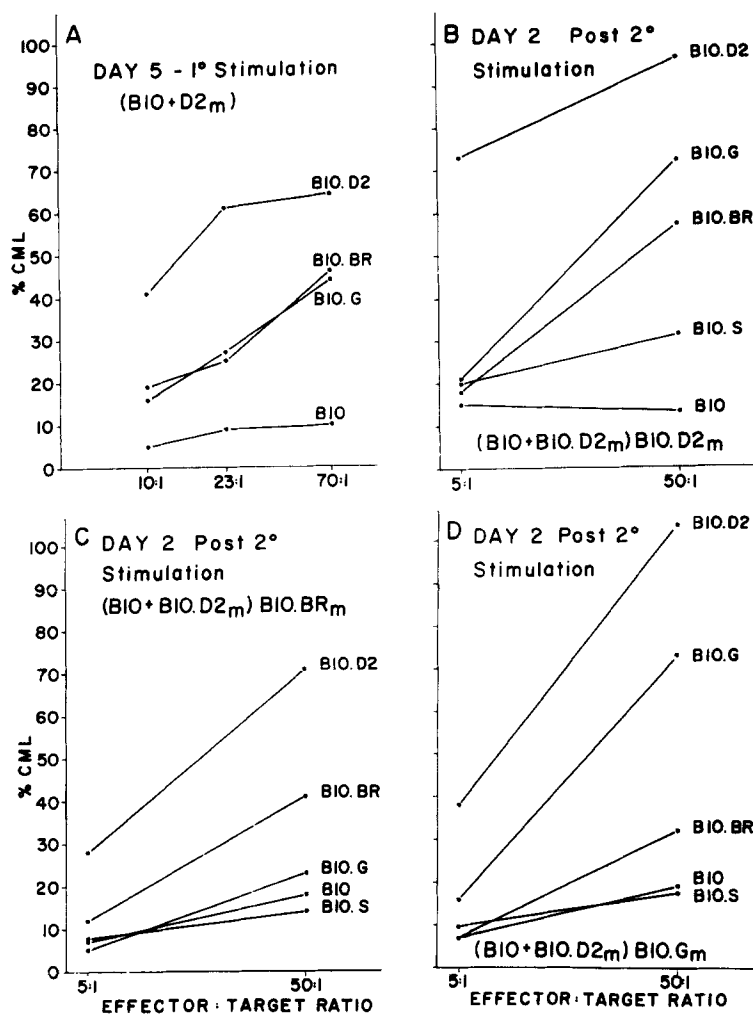 A
DAY 5 - 1° Stimulation
(B10+D2m)
100
90
80
70
60
50
40
30
20
10
0
% CML
B10.D2
B10.BR
B10.G
B10
10:1 23:1 70:1
B DAY 2 Post 2°
Stimulation
B10.D2
B10.G
B10.BR
B10.S
B10
(B10+B10.D2m) B10.D2m
5:1 50:1
C DAY 2 Post 2°
Stimulation
(B10+B10.D2m) B10.BRm
100
90
80
70
60
50
40
30
20
10
0
% CML
B10.D2
B10.BR
B10.G
B10
B10.S
5:1 50:1
EFFECTOR : TARGET RATIO
D DAY 2 Post 2°
Stimulation
B10.D2
B10.G
B10.BR
B10
B10.S
(B10+B10.D2m) B10.Gm
5:1 50:1
EFFECTOR : TARGET RATIO